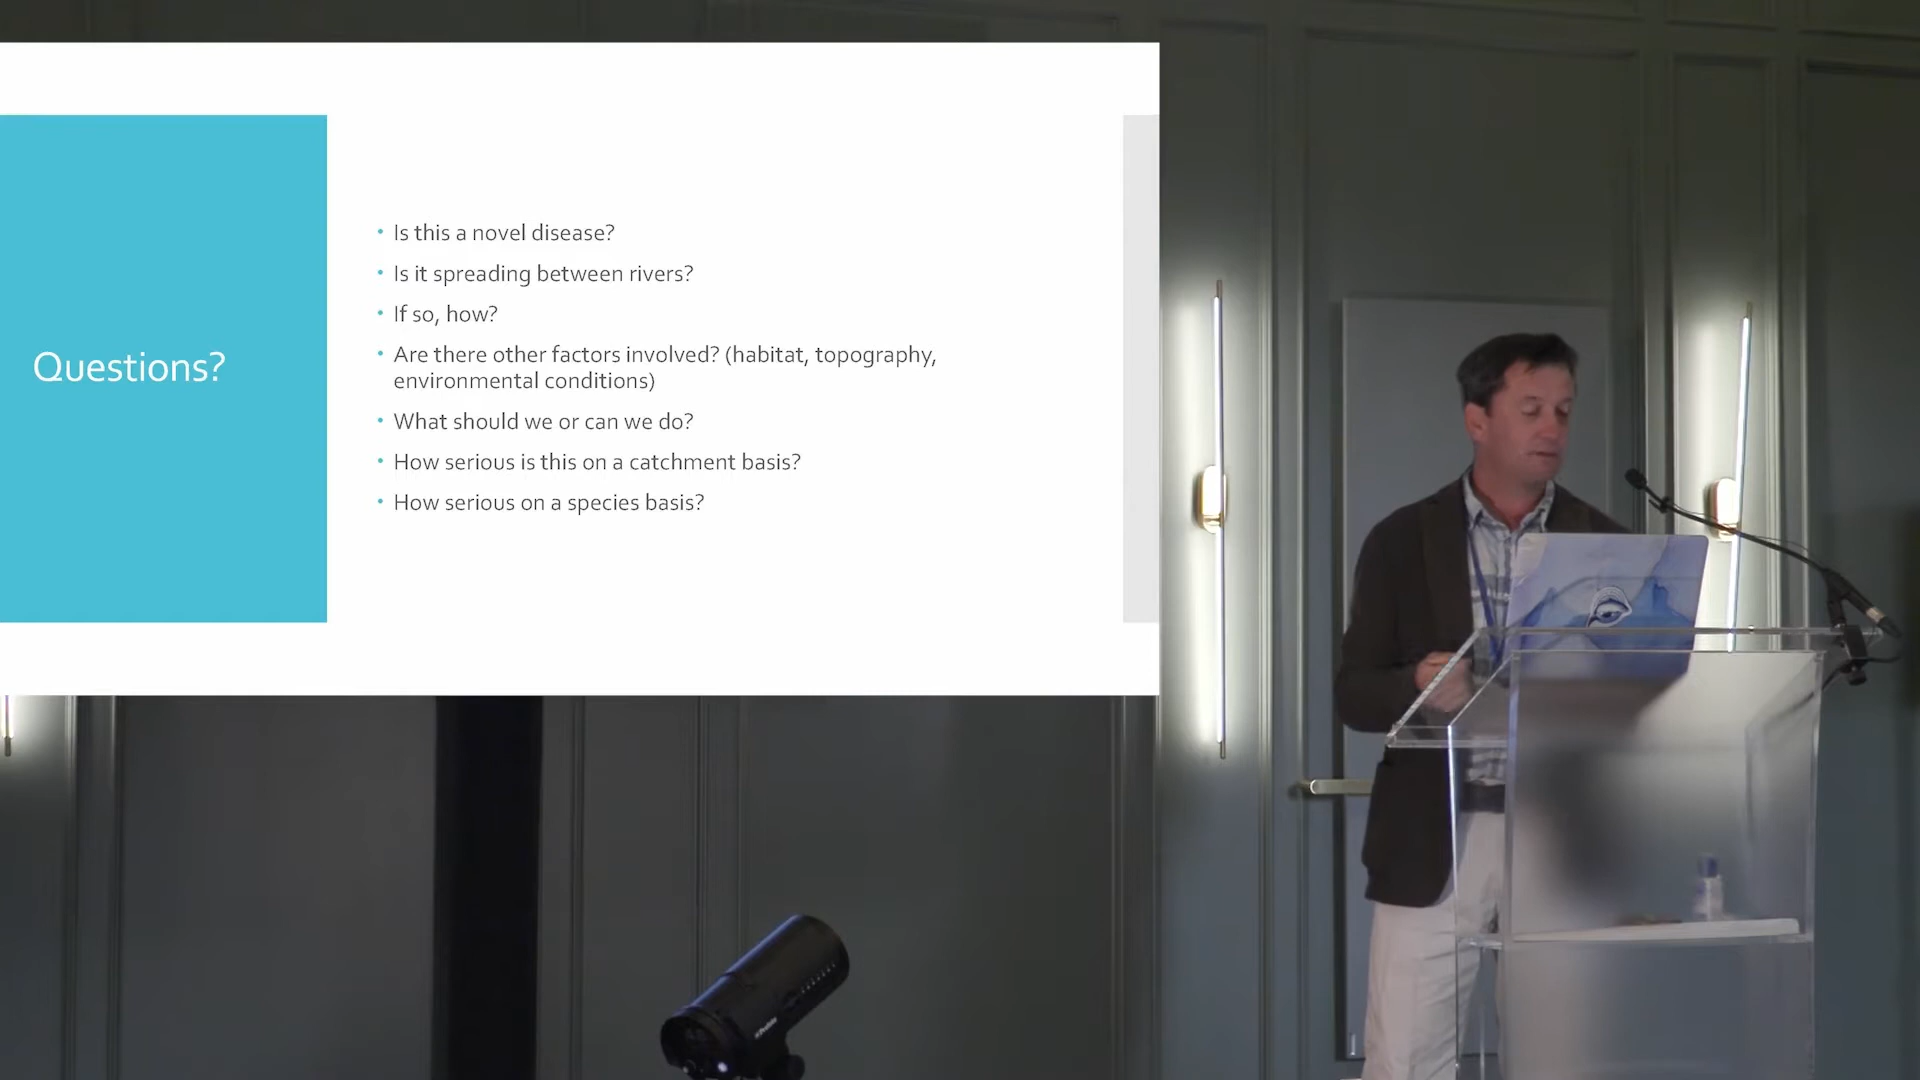 Questions?
• Is this a novel disease?
• Is it spreading between rivers?
• If so, how?
• Are there other factors involved? (habitat, topography,
environmental conditions)
• What should we or can we do?
• How serious is this on a catchment basis?
• How serious on a species basis?
Profoto